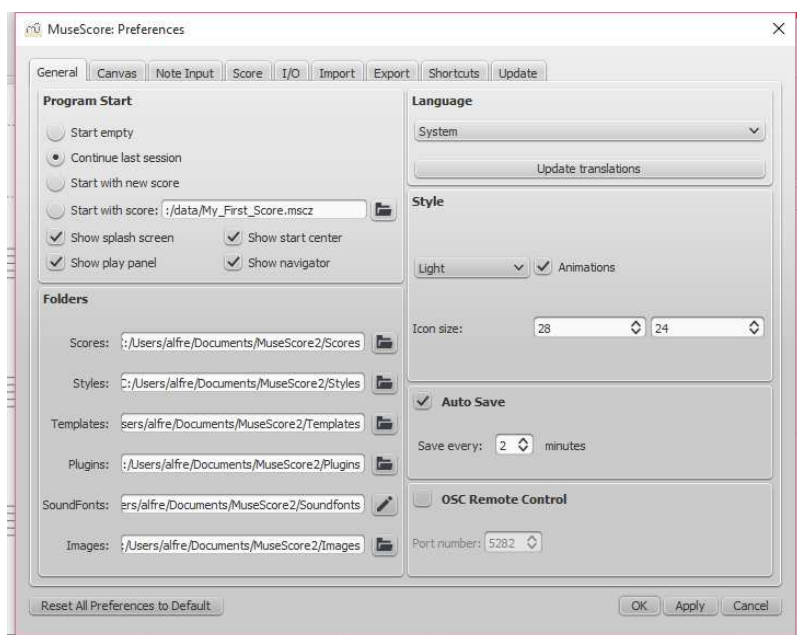 MuseScore: Preferences
General Canvas Note Input Score I/O Import Export Shortcuts Update
Program Start
Start empty
Continue last session
Start with new score
Start with score: :/data/My_First_Score.mscz
Show splash screen Show start center
Show play panel Show navigator
Folders
Scores: :/Users/alfre/Documents/MuseScore2/Scores
Styles: C:/Users/alfre/Documents/MuseScore2/Styles
Templates: sers/alfre/Documents/MuseScore2/Templates
Plugins: :/Users/alfre/Documents/MuseScore2/Plugins
SoundFonts: ers/alfre/Documents/MuseScore2/Soundfonts
Images: :/Users/alfre/Documents/MuseScore2/Images
Language
System
Update translations
Style
Light Animations
Icon size: 28 24
Auto Save
Save every: 2 minutes
OSC Remote Control
Port number: 5282
Reset All Preferences to Default OK Apply Cancel